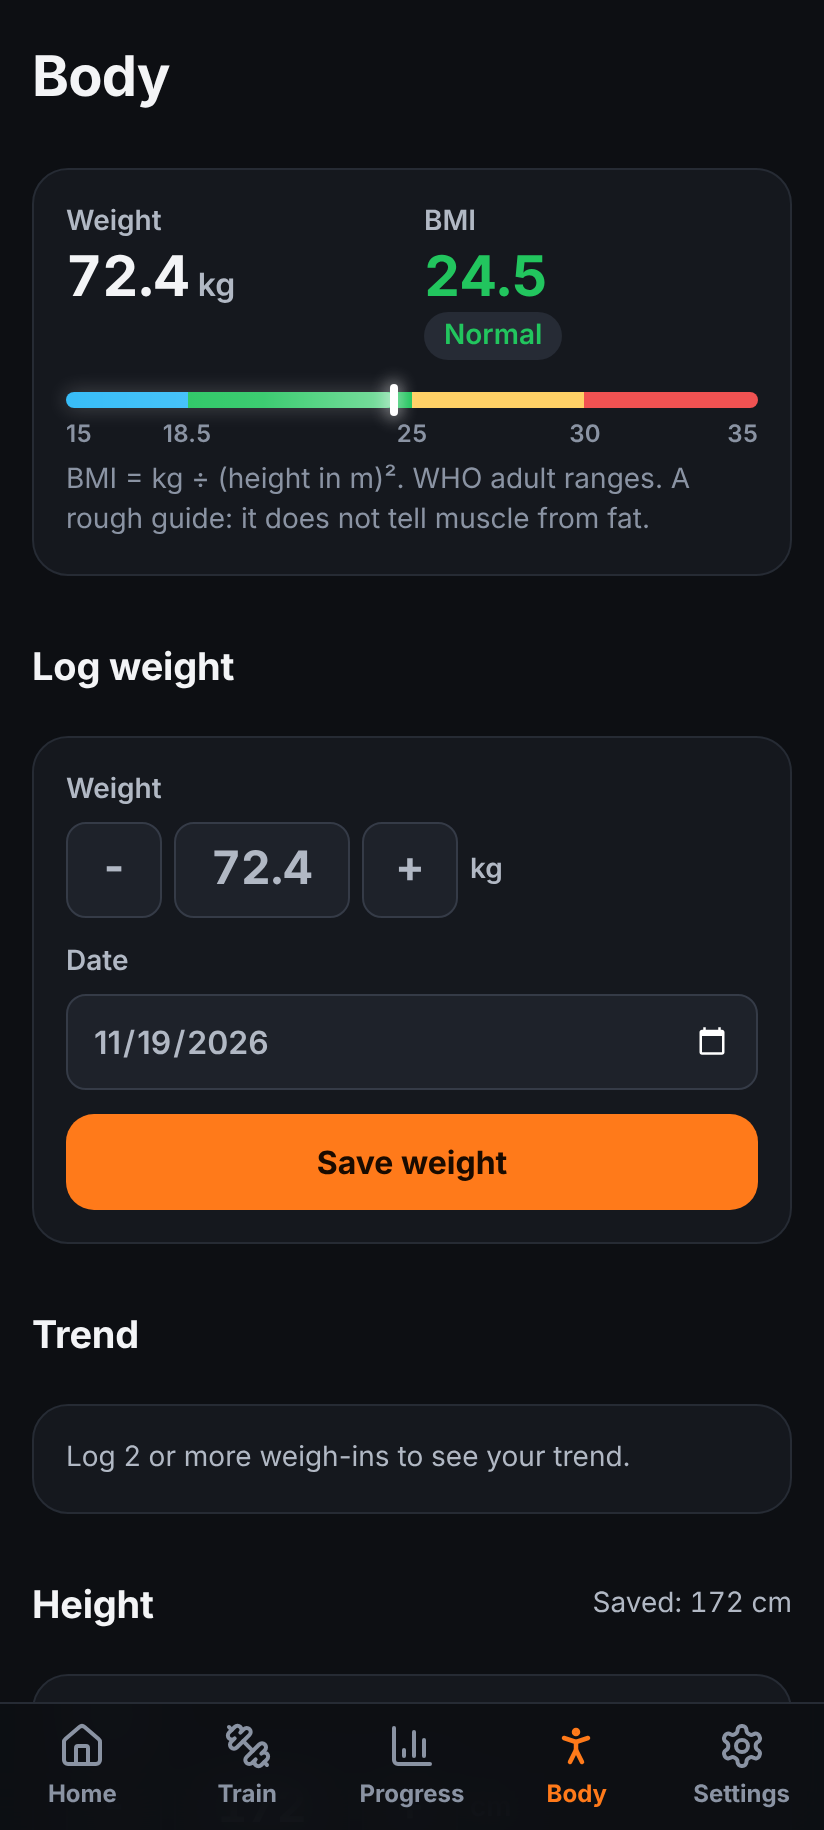 Body
Weight
72.4 kg
BMI
24.5
Normal
15 18.5 25 30 35
BMI = kg ÷ (height in m)². WHO adult ranges. A
rough guide: it does not tell muscle from fat.
Log weight
Weight
- 72.4 + kg
Date
11/19/2026
Save weight
Trend
Log 2 or more weigh-ins to see your trend.
Height
Saved: 172 cm
Home
Train
Progress
Body
Settings